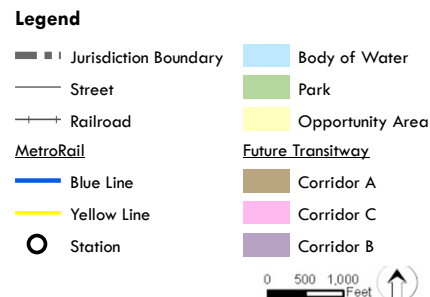 Legend
Jurisdiction Boundary
Street
Railroad
MetroRail
Blue Line
Yellow Line
Station
Body of Water
Park
Opportunity Area
Future Transitway
Corridor A
Corridor C
Corridor B
0 500 1,000
Feet